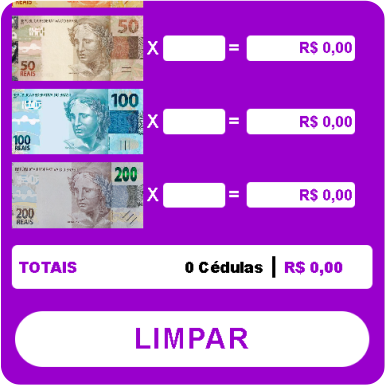 50
50
REAIS
X = R$ 0,00
100
100
REAIS
X = R$ 0,00
200
200
REAIS
X = R$ 0,00
TOTAIS 0 Cédulas | R$ 0,00
LIMPAR